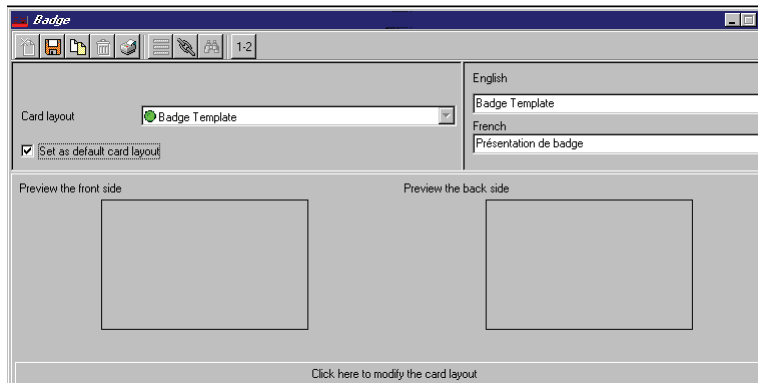 Badge
1-2
English
Card layout
Badge Template
Badge Template
French
Set as default card layout
Présentation de badge
Preview the front side
Preview the back side
Click here to modify the card layout